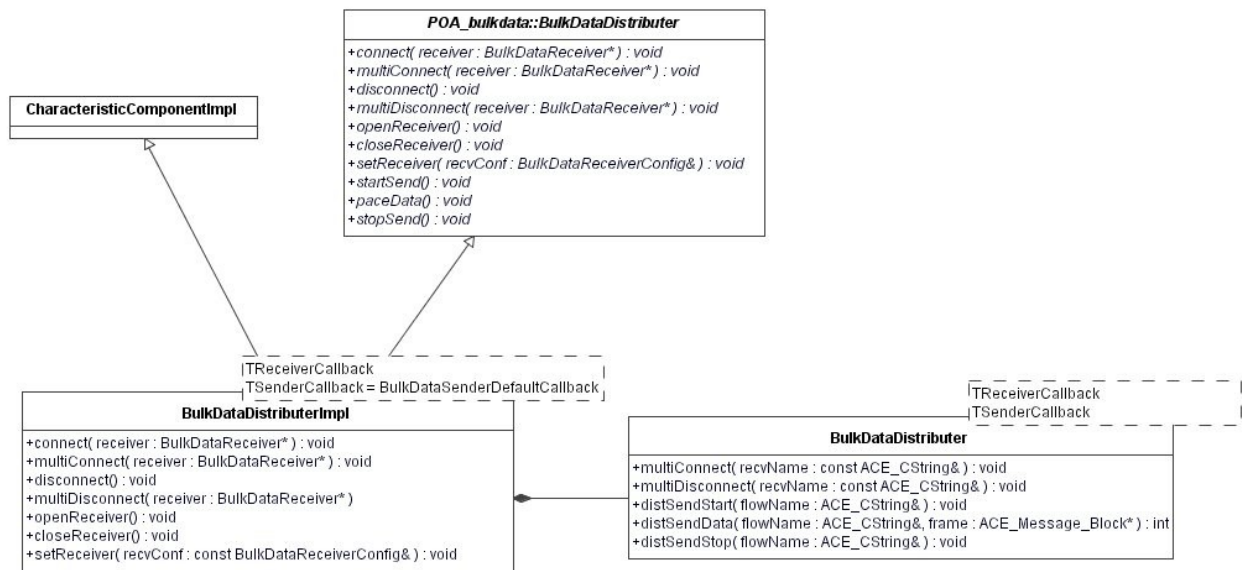 POA_bulkdata::BulkDataDistributer
+connect( receiver : BulkDataReceiver* ) : void
+multiConnect( receiver : BulkDataReceiver* ) : void
+disconnect() : void
+multiDisconnect( receiver : BulkDataReceiver* ) : void
+openReceiver() : void
+closeReceiver() : void
+setReceiver( recvConf : BulkDataReceiverConfig& ) : void
+startSend() : void
+paceData() : void
+stopSend() : void
CharacteristicComponentImpl
TReceiverCallback
TSenderCallback = BulkDataSenderDefaultCallback
BulkDataDistributerImpl
+connect( receiver : BulkDataReceiver* ) : void
+multiConnect( receiver : BulkDataReceiver* ) : void
+disconnect() : void
+multiDisconnect( receiver : BulkDataReceiver* )
+openReceiver() : void
+closeReceiver() : void
+setReceiver( recvConf : const BulkDataReceiverConfig& ) : void
TReceiverCallback
TSenderCallback
BulkDataDistributer
+multiConnect( recvName : const ACE_CString& ) : void
+multiDisconnect( recvName : const ACE_CString& ) : void
+distSendStart( flowName : ACE_CString& ) : void
+distSendData( flowName : ACE_CString&, frame : ACE_Message_Block* ) : int
+distSendStop( flowName : ACE_CString& ) : void